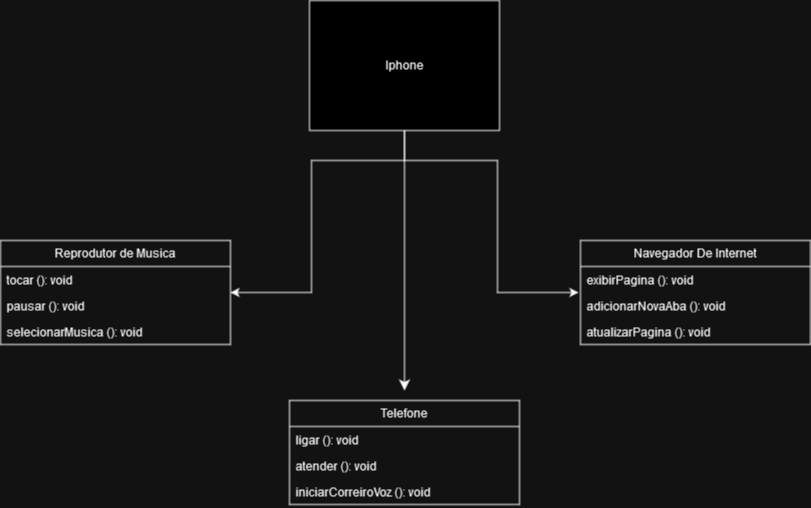 Iphone
Reprodutor de Musica
tocar (): void
pausar (): void
selecionarMusica (): void
Navegador De Internet
exibirPagina (): void
adicionarNovaAba (): void
atualizarPagina (): void
Telefone
ligar (): void
atender (): void
iniciarCorreiroVoz (): void